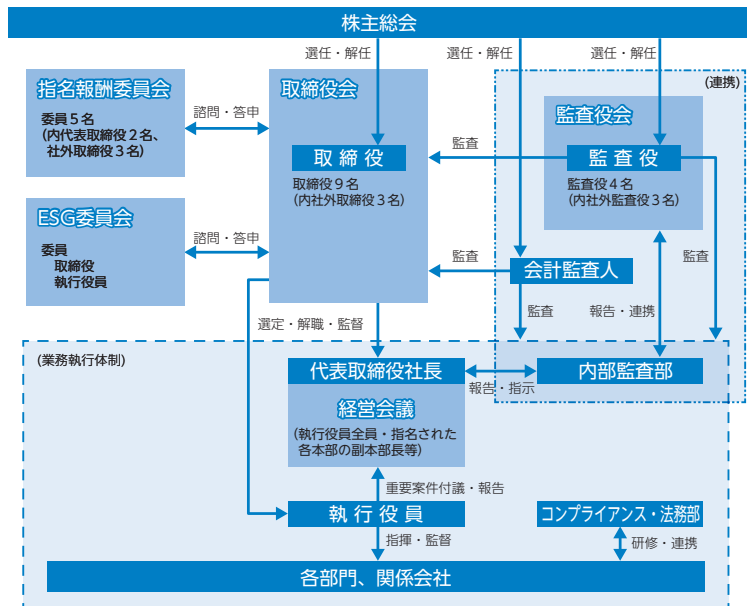 株主総会
選任・解任
選任・解任
選任・解任
(連携)
指名報酬委員会
委員５名
(内代表取締役２名、
社外取締役３名)
諮問・答申
取締役会
取締役
取締役９名
(内社外取締役３名)
監査
監査役会
監査役
監査役４名
(内社外監査役３名)
ESG委員会
委員
取締役
執行役員
諮問・答申
監査
会計監査人
監査
選定・解職・監督
監査
報告・連携
(業務執行体制)
代表取締役社長
報告・指示
内部監査部
経営会議
(執行役員全員・指名された
各本部の副本部長等)
重要案件付議・報告
執行役員
コンプライアンス・法務部
指揮・監督
研修・連携
各部門、関係会社